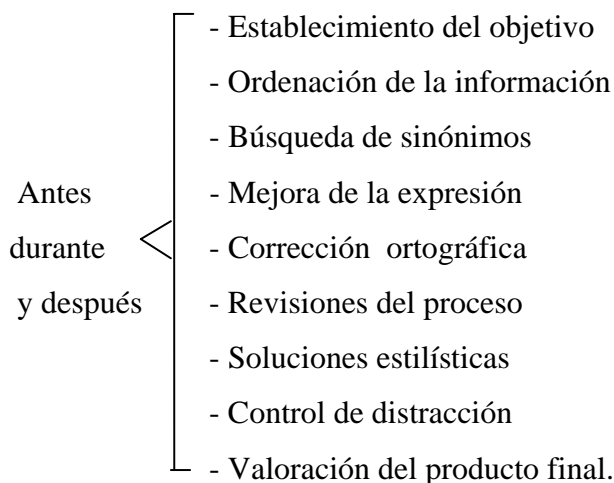 - Establecimiento del objetivo
- Ordenación de la información
- Búsqueda de sinónimos
Antes - Mejora de la expresión
durante - Corrección ortográfica
y después - Revisiones del proceso
- Soluciones estilísticas
- Control de distracción
- Valoración del producto final.